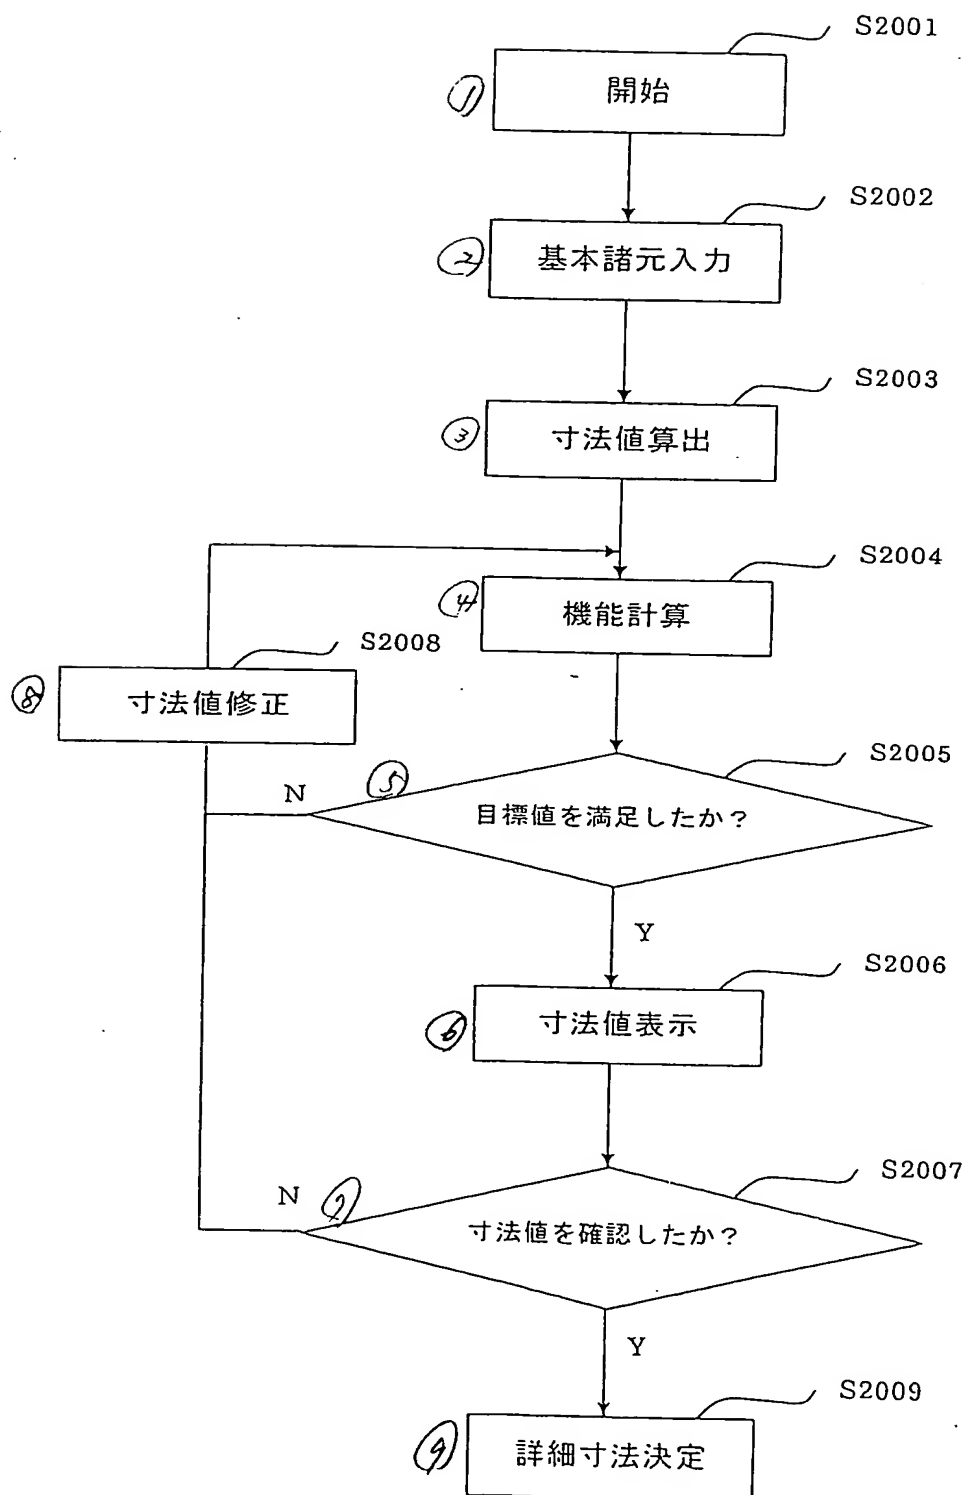 S2001
① 開始
S2002
② 基本諸元入力
S2003
③ 寸法値算出
S2004
④ 機能計算
S2008
⑧ 寸法値修正
S2005
N ⑤ 目標値を満足したか?
Y
S2006
⑥ 寸法値表示
S2007
N ⑦ 寸法値を確認したか?
Y
S2009
⑨ 詳細寸法決定